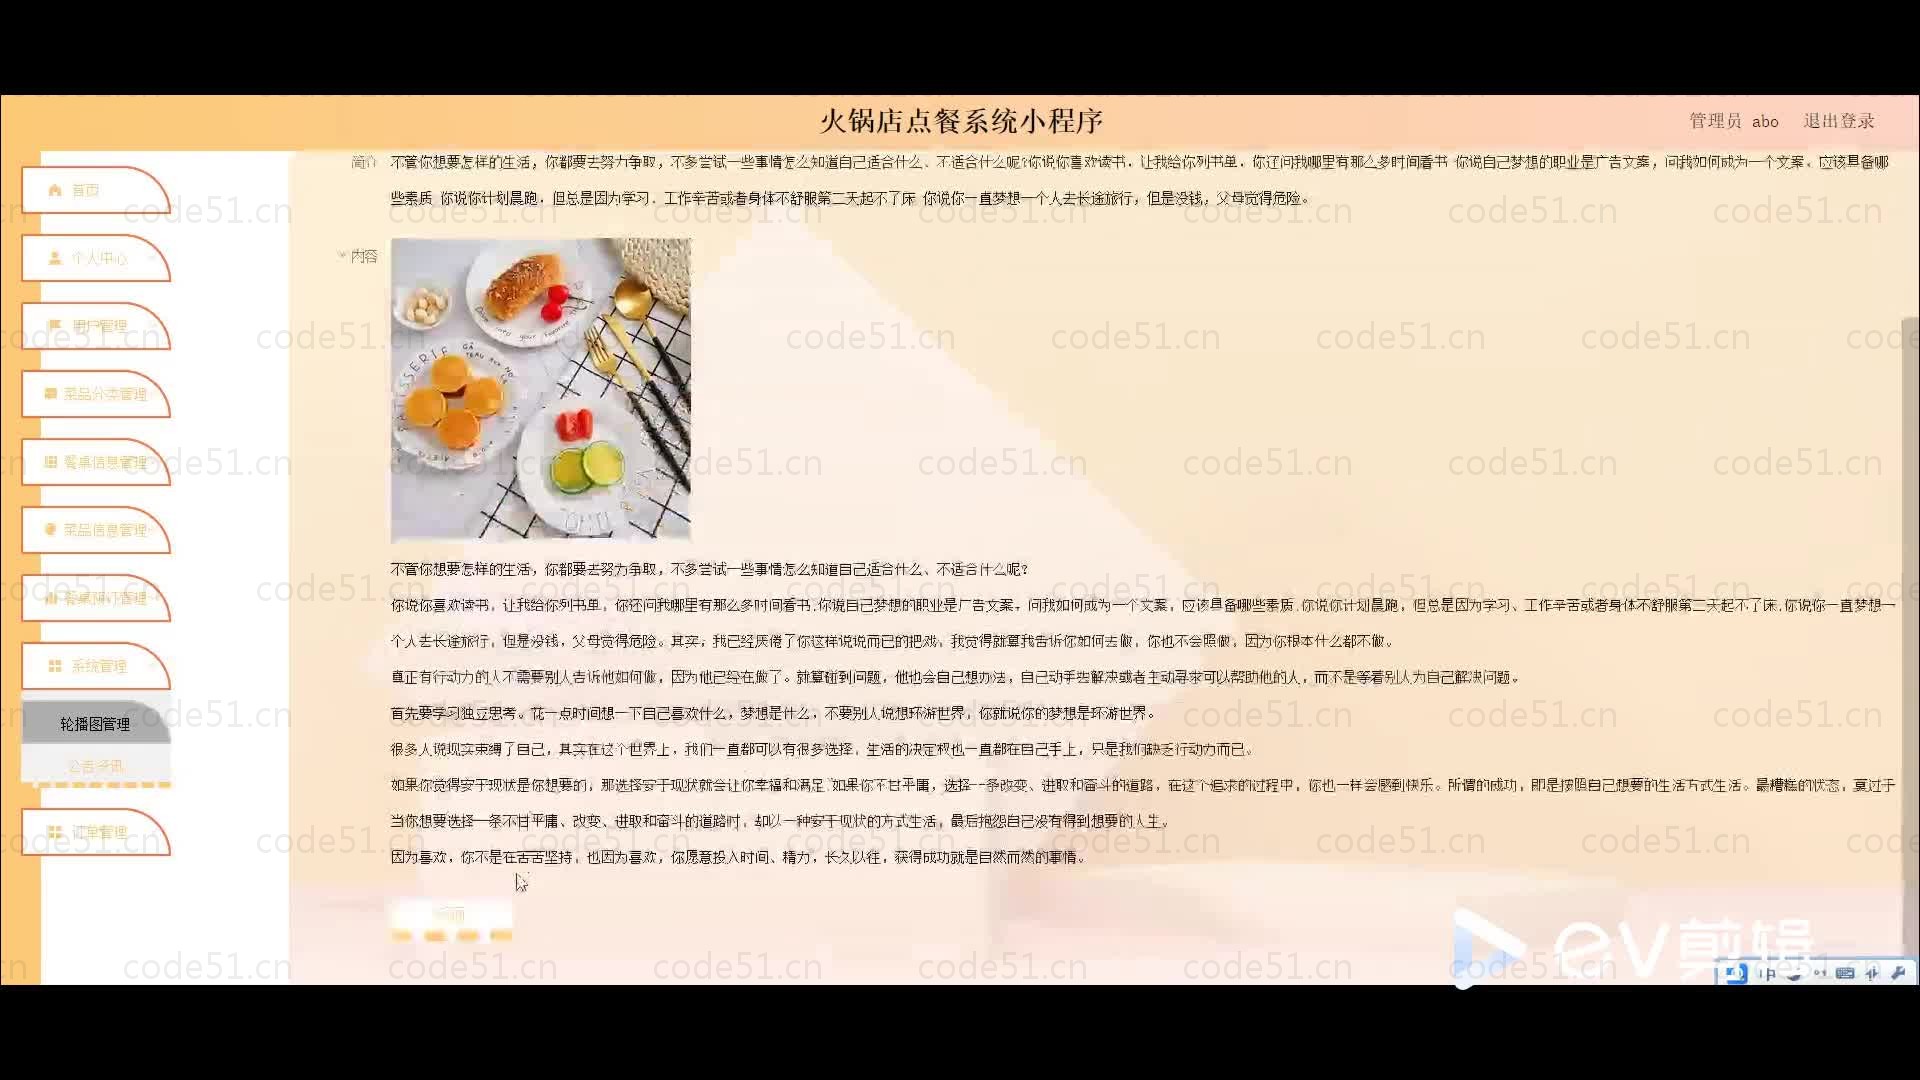 火锅店点餐系统小程序
管理员 abo 退出登录
首页
个人中心
用户管理
菜品分类管理
餐桌信息管理
菜品信息管理
餐桌预订管理
系统管理
轮播图管理
公告资讯
订单管理
简介 不管你想要怎样的生活，你都要去努力争取，不多尝试一些事情怎么知道自己适合什么、不适合什么呢?你说你喜欢读书，让我给你列书单，你还问我哪里有那么多时间看书 你说自己梦想的职业是广告文案，问我如何成为一个文案，应该具备哪
些素质 你说你计划晨跑，但总是因为学习、工作辛苦或者身体不舒服第二天起不了床 你说你一直梦想一个人去长途旅行，但是没钱，父母觉得危险。
内容
不管你想要怎样的生活，你都要去努力争取，不多尝试一些事情怎么知道自己适合什么、不适合什么呢?
你说你喜欢读书，让我给你列书单，你还问我哪里有那么多时间看书.你说自己梦想的职业是广告文案，问我如何成为一个文案，应该具备哪些素质.你说你计划晨跑，但总是因为学习、工作辛苦或者身体不舒服第二天起不了床.你说你一直梦想一
个人去长途旅行，但是没钱，父母觉得危险。其实，我已经厌倦了你这样说说而已的把戏，我觉得就算我告诉你如何去做，你也不会照做，因为你根本什么都不做。
真正有行动力的人不需要别人告诉他如何做，因为他已经在做了。就算碰到问题，他也会自己想办法，自己动手去解决或者主动寻求可以帮助他的人，而不是等着别人为自己解决问题。
首先要学习独立思考。花一点时间想一下自己喜欢什么，梦想是什么，不要别人说想环游世界，你就说你的梦想是环游世界。
很多人说现实束缚了自己，其实在这个世界上，我们一直都可以有很多选择，生活的决定权也一直都在自己手上，只是我们缺乏行动力而已。
如果你觉得安于现状是你想要的，那选择安于现状就会让你幸福和满足.如果你不甘平庸，选择一条改变、进取和奋斗的道路，在这个追求的过程中，你也一样会感到快乐。所谓的成功，即是按照自己想要的生活方式生活。最糟糕的状态，莫过于
当你想要选择一条不甘平庸、改变、进取和奋斗的道路时，却以一种安于现状的方式生活，最后抱怨自己没有得到想要的人生。
因为喜欢，你不是在苦苦坚持，也因为喜欢，你愿意投入时间、精力，长久以往，获得成功就是自然而然的事情。
code51.cn
EV剪辑